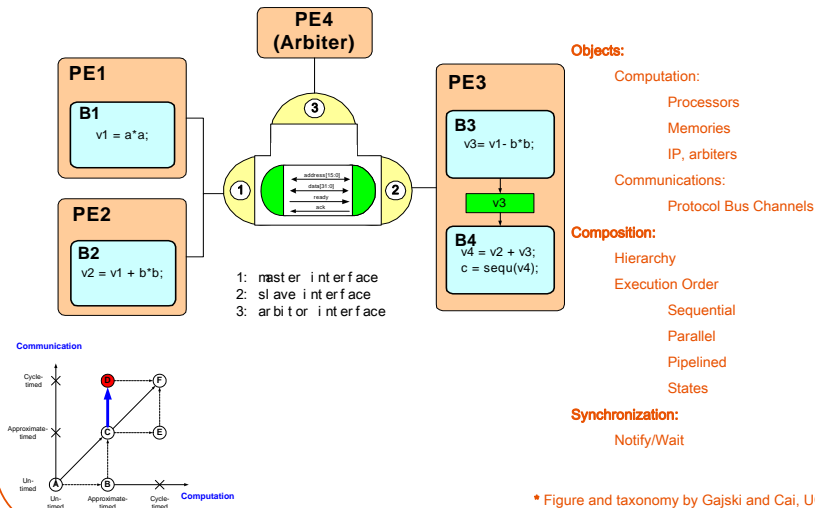 PE4
(Arbiter)
PE1
B1
v1 = a*a;
PE2
B2
v2 = v1 + b*b;
3
1
2
address[15:0]
data[31:0]
ready
ack
PE3
B3
v3= v1- b*b;
v3
B4
v4 = v2 + v3;
c = sequ(v4);
1: master interface
2: slave interface
3: arbitor interface
Objects:
Computation:
Processors
Memories
IP, arbiters
Communications:
Protocol Bus Channels
Composition:
Hierarchy
Execution Order
Sequential
Parallel
Pipelined
States
Synchronization:
Notify/Wait
Communication
Cycle-
timed
Approximate-
timed
Un-
timed
D
F
C
E
A
B
Un-
timed
Approximate-
timed
Cycle-
timed
Computation
* Figure and taxonomy by Gajski and Cai,